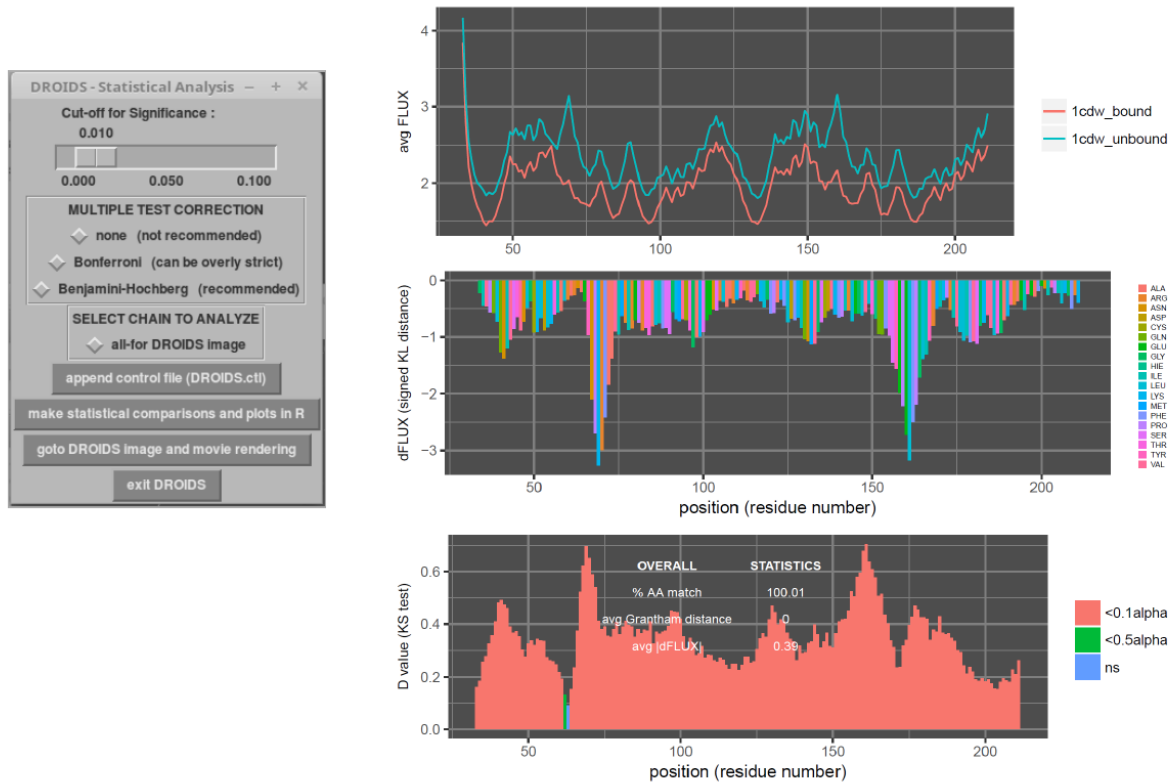 DROIDS - Statistical Analysis – + ×
Cut-off for Significance :
0.010
0.000 0.050 0.100
MULTIPLE TEST CORRECTION
none (not recommended)
Bonferroni (can be overly strict)
Benjamini-Hochberg (recommended)
SELECT CHAIN TO ANALYZE
all-for DROIDS image
append control file (DROIDS.ctl)
make statistical comparisons and plots in R
goto DROIDS image and movie rendering
exit DROIDS
avg FLUX
4
3
2
50 100 150 200
1cdw_bound
1cdw_unbound
dFLUX (signed KL distance)
0
−1
−2
−3
50 100 150 200
position (residue number)
ALA
ARG
ASN
ASP
CYS
GLN
GLU
GLY
HIE
ILE
LEU
LYS
MET
PHE
PRO
SER
THR
TYR
VAL
D value (KS test)
0.6
0.4
0.2
0.0
OVERALL STATISTICS
% AA match 100.01
avg Grantham distance 0
avg |dFLUX| 0.39
50 100 150 200
position (residue number)
<0.1alpha
<0.5alpha
ns